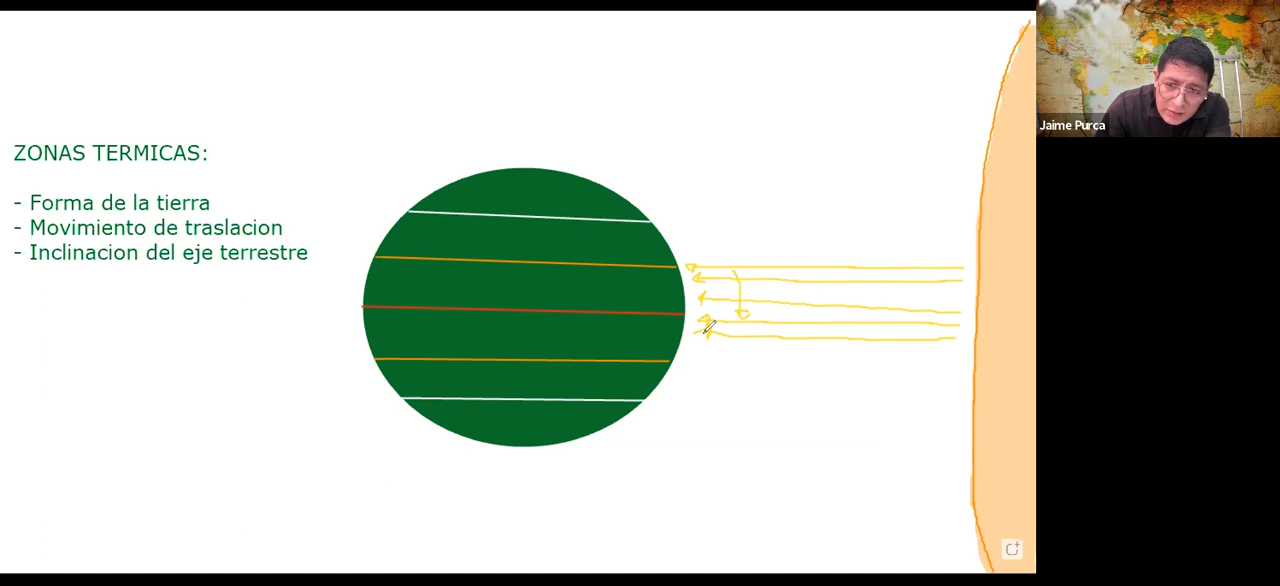 ZONAS TERMICAS:
- Forma de la tierra
- Movimiento de traslacion
- Inclinacion del eje terrestre
Jaime Purca